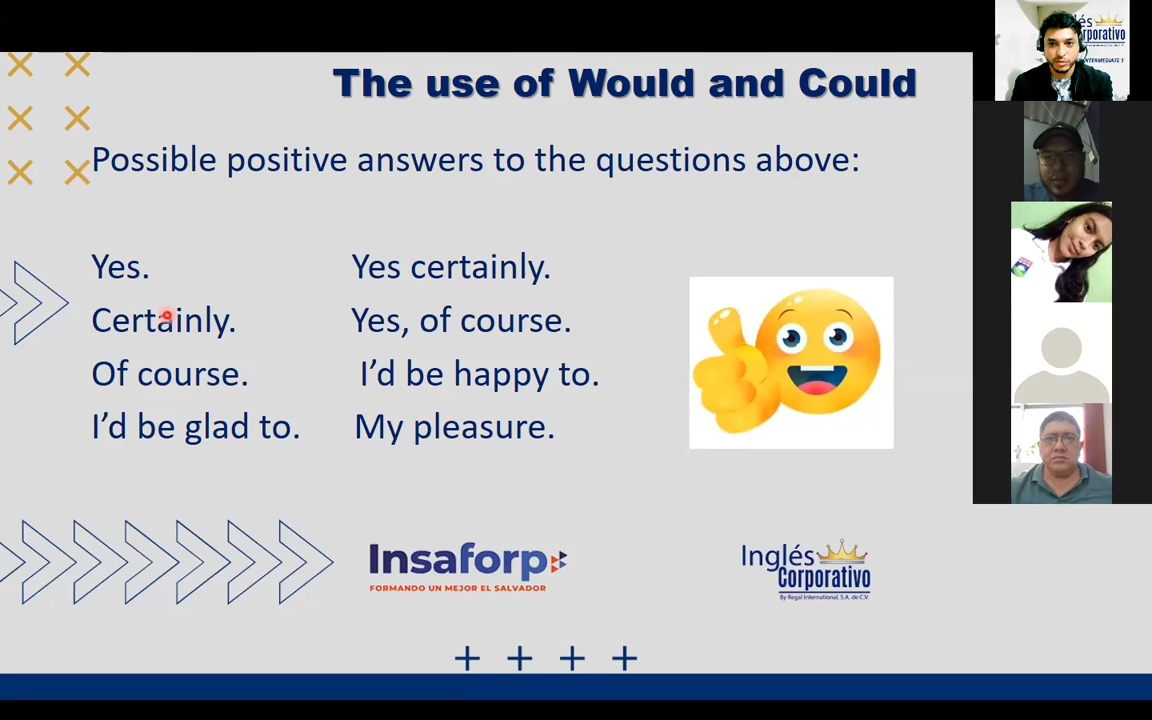 The use of Would and Could
Possible positive answers to the questions above:
Yes. Yes certainly.
Certainly. Yes, of course.
Of course. I'd be happy to.
I'd be glad to. My pleasure.
Insaforp
FORMANDO UN MEJOR EL SALVADOR
Inglés
Corporativo
By Regal International, S.A. de C.V.
INTERMEDIATE 1